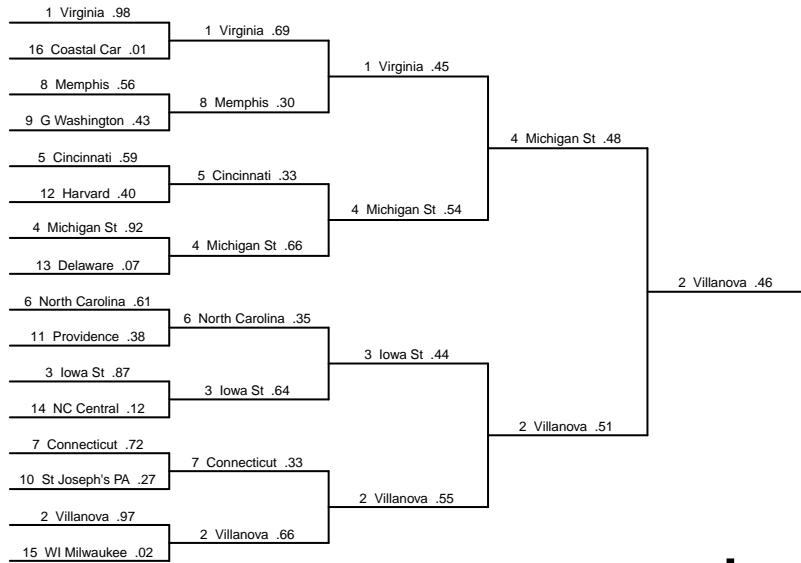 1 Virginia .98
16 Coastal Car .01
8 Memphis .56
9 G Washington .43
5 Cincinnati .59
12 Harvard .40
4 Michigan St .92
13 Delaware .07
6 North Carolina .61
11 Providence .38
3 Iowa St .87
14 NC Central .12
7 Connecticut .72
10 St Joseph's PA .27
2 Villanova .97
15 WI Milwaukee .02
1 Virginia .69
8 Memphis .30
5 Cincinnati .33
4 Michigan St .66
6 North Carolina .35
3 Iowa St .64
7 Connecticut .33
2 Villanova .66
1 Virginia .45
4 Michigan St .54
3 Iowa St .44
2 Villanova .55
4 Michigan St .48
2 Villanova .51
2 Villanova .46